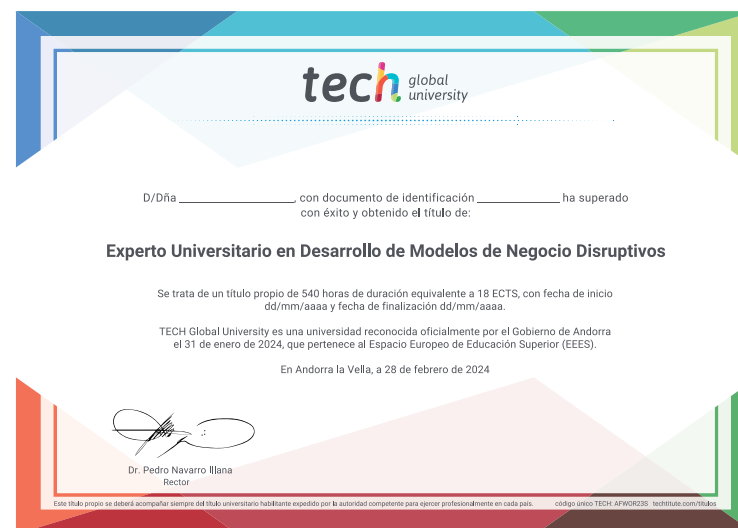 tech global university
D/Dña ____________________, con documento de identificación ______________ ha superado
con éxito y obtenido el título de:
Experto Universitario en Desarrollo de Modelos de Negocio Disruptivos
Se trata de un título propio de 540 horas de duración equivalente a 18 ECTS, con fecha de inicio
dd/mm/aaaa y fecha de finalización dd/mm/aaaa.
TECH Global University es una universidad reconocida oficialmente por el Gobierno de Andorra
el 31 de enero de 2024, que pertenece al Espacio Europeo de Educación Superior (EEES).
En Andorra la Vella, a 28 de febrero de 2024
Dr. Pedro Navarro Illana
Rector
Este título propio se deberá acompañar siempre del título universitario habilitante expedido por la autoridad competente para ejercer profesionalmente en cada país. código único TECH: AFWOR23S techtitute.com/titulos